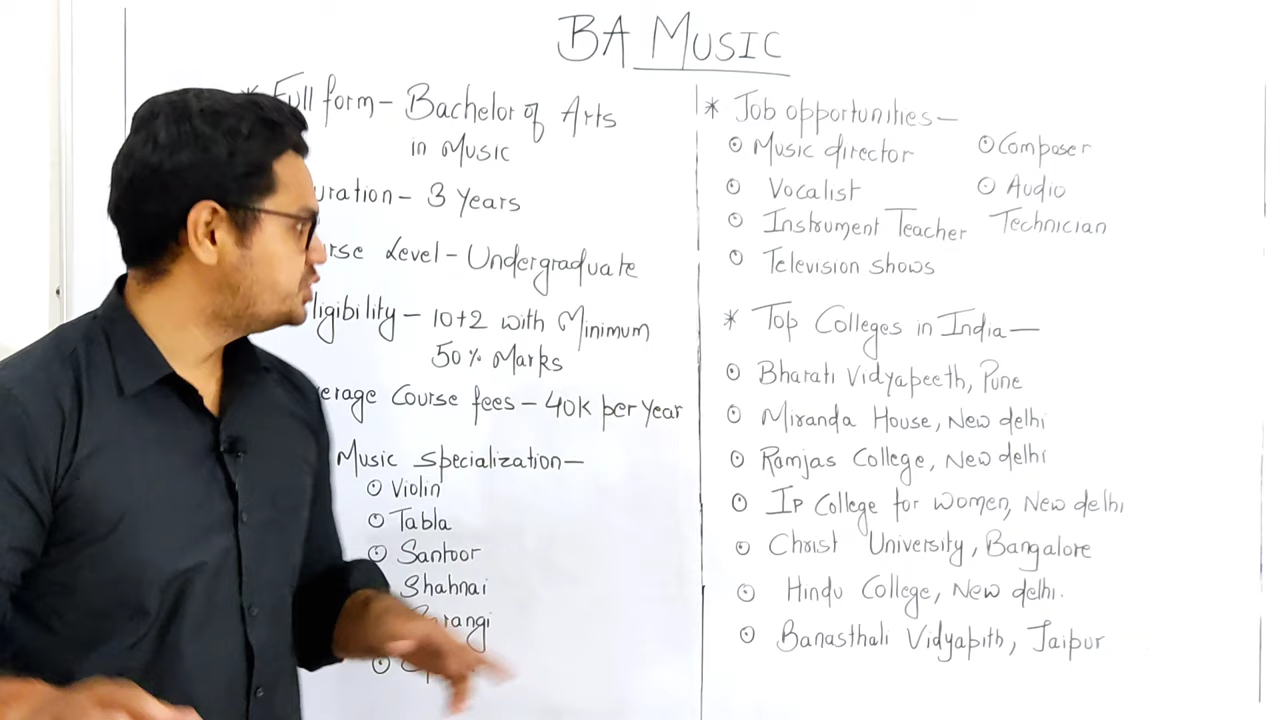 BA MUSIC
* Full form - Bachelor of Arts
in Music
uration - 3 Years
rse Level - Undergraduate
ligibility - 10+2 with Minimum
50% Marks
erage Course fees - 40K per Year
Music specialization -
Violin
Tabla
Santoor
Shahnai
rangi
* Job opportunities -
Music director
Composer
Vocalist
Audio
Technician
Instrument Teacher
Television shows
* Top Colleges in India -
Bharati Vidyapeeth, Pune
Miranda House, New delhi
Ramjas College, New delhi
IP College for women, New delhi
Christ University, Bangalore
Hindu College, New delhi.
Banasthali Vidyapith, Jaipur